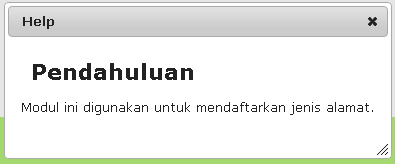 Help
Pendahuluan
Modul ini digunakan untuk mendaftarkan jenis alamat.